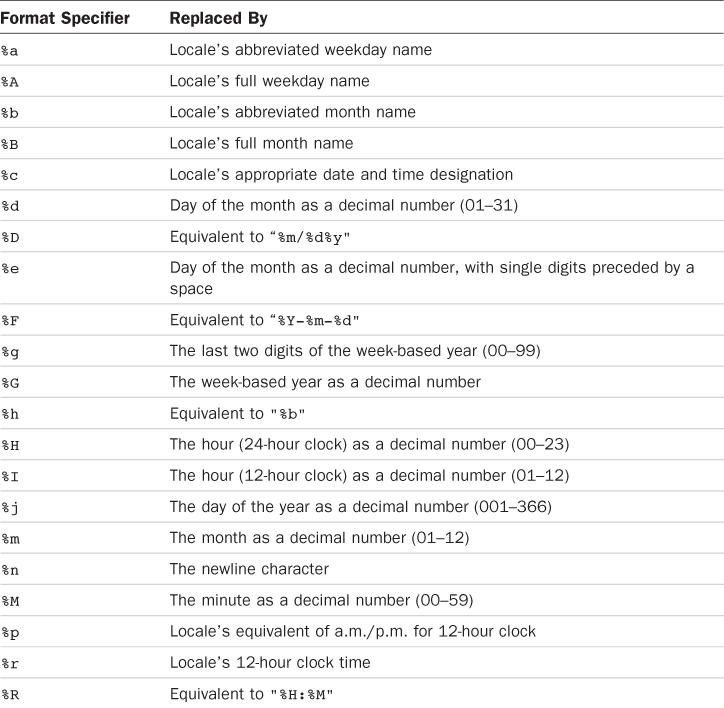 Format Specifier Replaced By
%a Locale’s abbreviated weekday name
%A Locale’s full weekday name
%b Locale’s abbreviated month name
%B Locale’s full month name
%c Locale’s appropriate date and time designation
%d Day of the month as a decimal number (01–31)
%D Equivalent to “%m/%d%y"
%e Day of the month as a decimal number, with single digits preceded by a
space
%F Equivalent to “%Y-%m-%d"
%g The last two digits of the week-based year (00–99)
%G The week-based year as a decimal number
%h Equivalent to "%b"
%H The hour (24-hour clock) as a decimal number (00–23)
%I The hour (12-hour clock) as a decimal number (01–12)
%j The day of the year as a decimal number (001–366)
%m The month as a decimal number (01–12)
%n The newline character
%M The minute as a decimal number (00–59)
%p Locale’s equivalent of a.m./p.m. for 12-hour clock
%r Locale’s 12-hour clock time
%R Equivalent to "%H:%M"